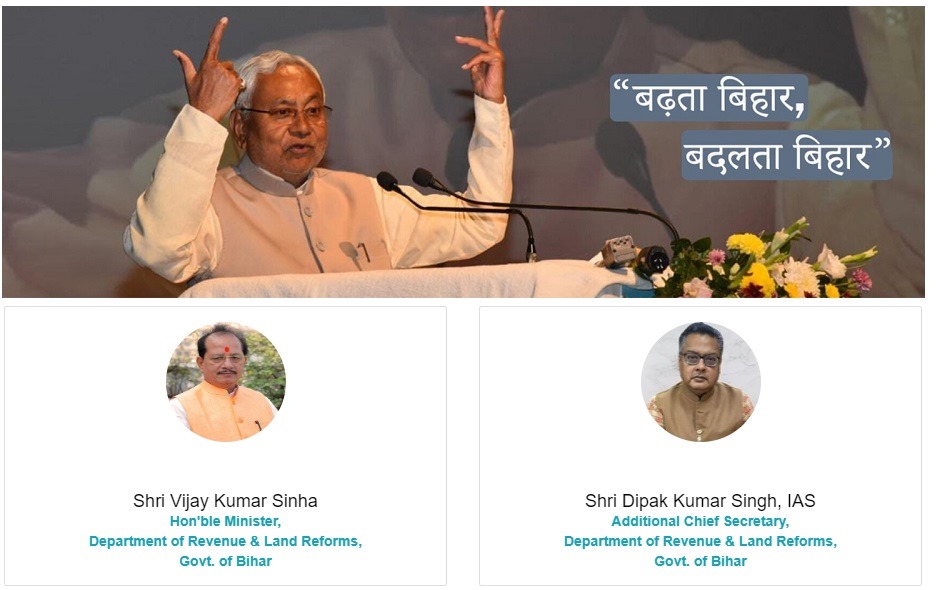 “बढ़ता बिहार,
बदलता बिहार”
Shri Vijay Kumar Sinha
Hon'ble Minister,
Department of Revenue & Land Reforms,
Govt. of Bihar
Shri Dipak Kumar Singh, IAS
Additional Chief Secretary,
Department of Revenue & Land Reforms,
Govt. of Bihar